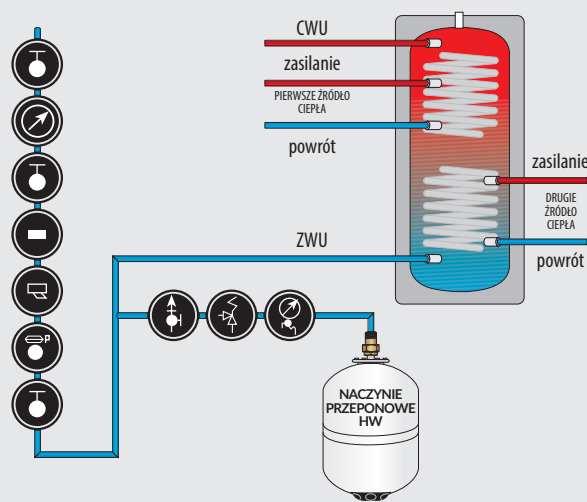 CWU
zasilanie
PIERWSZE ŹRÓDŁO
CIEPŁA
powrót
zasilanie
DRUGIE
ŹRÓDŁO
CIEPŁA
powrót
ZWU
P
NACZYNIE
PRZEPONOWE
HW